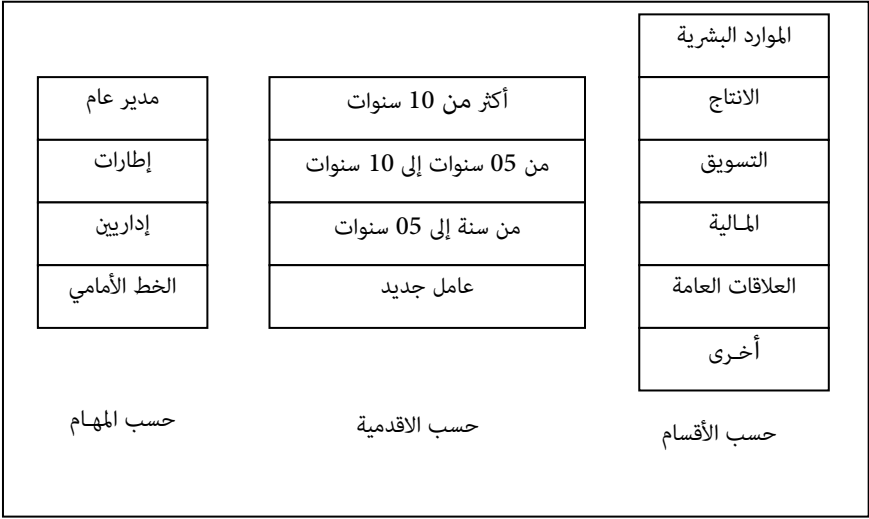 الموارد البشرية
الانتاج
التسويق
المـالية
العلاقات العامة
أخـرى
حسب الأقسام
أكثر من 10 سنوات
من 05 سنوات إلى 10 سنوات
من سنة إلى 05 سنوات
عامل جديد
حسب الاقدمية
مدير عام
إطارات
إداريين
الخط الأمامي
حسب المهـام